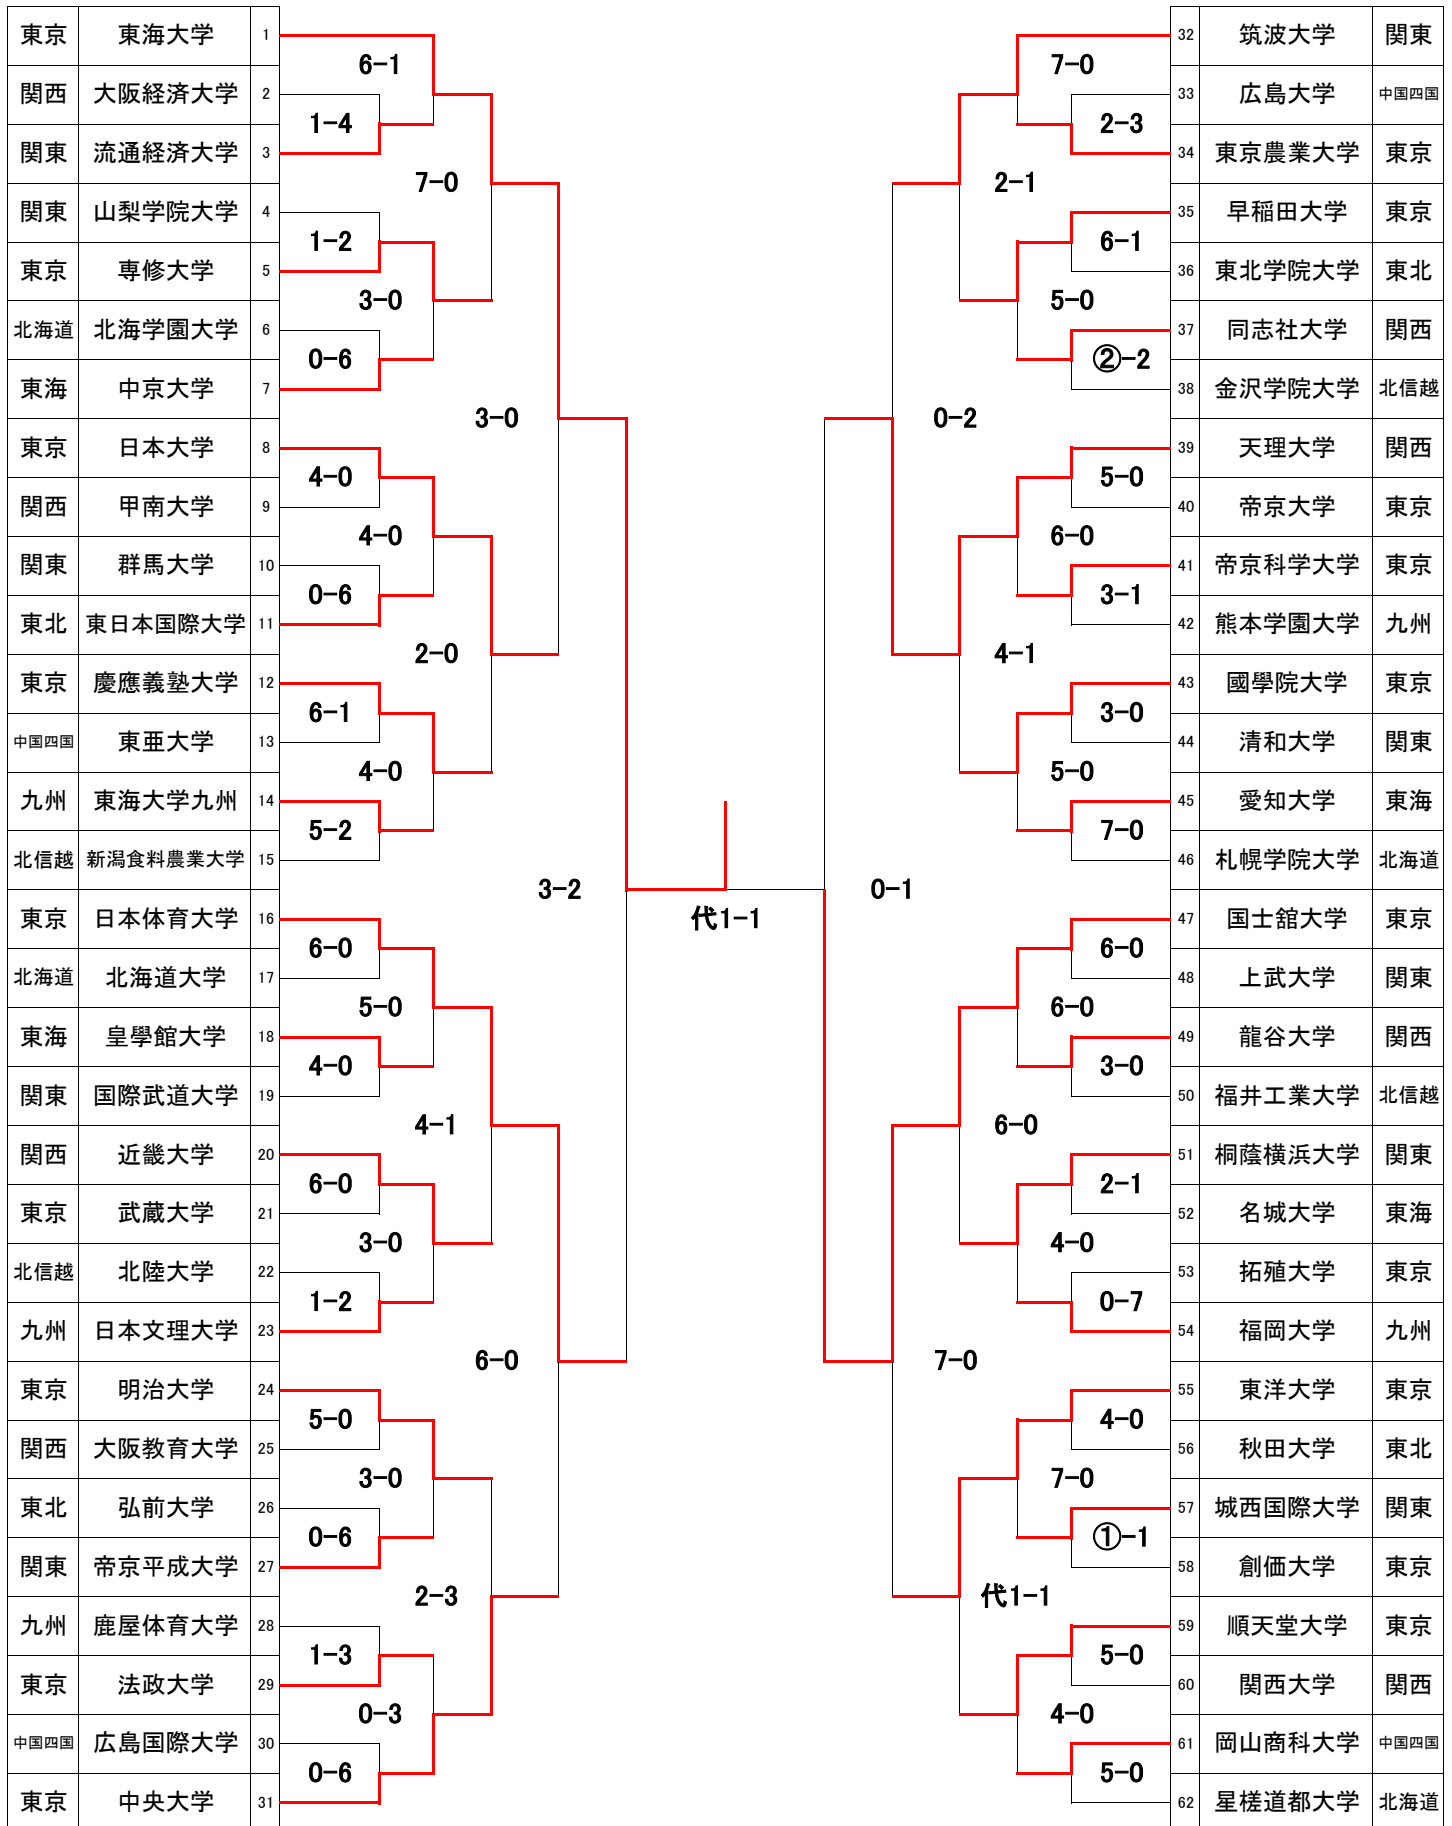 東京 東海大学 1
関西 大阪経済大学 2
関東 流通経済大学 3
関東 山梨学院大学 4
東京 専修大学 5
北海道 北海学園大学 6
東海 中京大学 7
東京 日本大学 8
関西 甲南大学 9
関東 群馬大学 10
東北 東日本国際大学 11
東京 慶應義塾大学 12
中国四国 東亜大学 13
九州 東海大学九州 14
北信越 新潟食料農業大学 15
東京 日本体育大学 16
北海道 北海道大学 17
東海 皇學館大学 18
関東 国際武道大学 19
関西 近畿大学 20
東京 武蔵大学 21
北信越 北陸大学 22
九州 日本文理大学 23
東京 明治大学 24
関西 大阪教育大学 25
東北 弘前大学 26
関東 帝京平成大学 27
九州 鹿屋体育大学 28
東京 法政大学 29
中国四国 広島国際大学 30
東京 中央大学 31
1-4
1-2
0-6
4-0
0-6
6-1
5-2
6-0
4-0
6-0
1-2
5-0
0-6
1-3
0-6
6-1
3-0
4-0
4-0
5-0
3-0
3-0
0-3
7-0
2-0
4-1
2-3
3-0
6-0
3-2
代1-1
0-1
0-2
7-0
2-1
4-1
6-0
代1-1
7-0
5-0
6-0
5-0
6-0
4-0
7-0
4-0
2-3
6-1
②-2
5-0
3-1
3-0
7-0
6-0
3-0
2-1
0-7
4-0
①-1
5-0
5-0
32 筑波大学 関東
33 広島大学 中国四国
34 東京農業大学 東京
35 早稲田大学 東京
36 東北学院大学 東北
37 同志社大学 関西
38 金沢学院大学 北信越
39 天理大学 関西
40 帝京大学 東京
41 帝京科学大学 東京
42 熊本学園大学 九州
43 國學院大学 東京
44 清和大学 関東
45 愛知大学 東海
46 札幌学院大学 北海道
47 国士舘大学 東京
48 上武大学 関東
49 龍谷大学 関西
50 福井工業大学 北信越
51 桐蔭横浜大学 関東
52 名城大学 東海
53 拓殖大学 東京
54 福岡大学 九州
55 東洋大学 東京
56 秋田大学 東北
57 城西国際大学 関東
58 創価大学 東京
59 順天堂大学 東京
60 関西大学 関西
61 岡山商科大学 中国四国
62 星槎道都大学 北海道